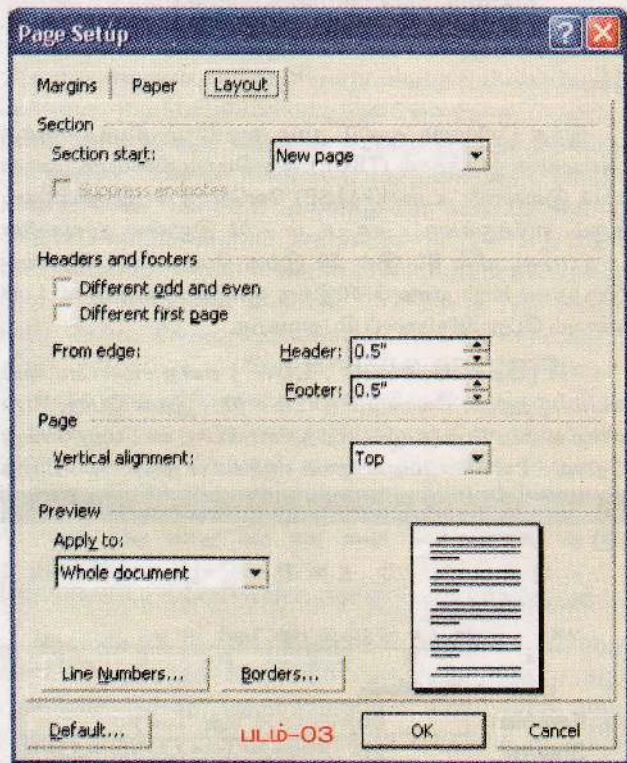 Page Setup
Margins Paper Layout
Section
Section start: New page
Suppress endnotes
Headers and footers
Different odd and even
Different first page
From edge: Header: 0.5"
Footer: 0.5"
Page
Vertical alignment: Top
Preview
Apply to:
Whole document
Line Numbers... Borders...
Default... படம்-03 OK Cancel